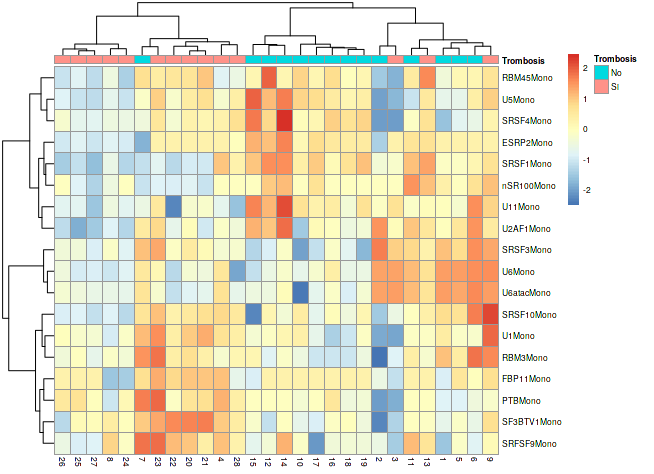 Trombosis
RBM45Mono
U5Mono
SRSF4Mono
ESRP2Mono
SRSF1Mono
nSR100Mono
U11Mono
U2AF1Mono
SRSF3Mono
U6Mono
U6atacMono
SRSF10Mono
U1Mono
RBM3Mono
FBP11Mono
PTBMono
SF3BTV1Mono
SRFSF9Mono
26 25 27 8 24 7 23 22 20 21 4 28 15 12 14 10 17 16 18 19 2 3 11 13 1 5 6 9
2
1
0
-1
-2
Trombosis
No
SI